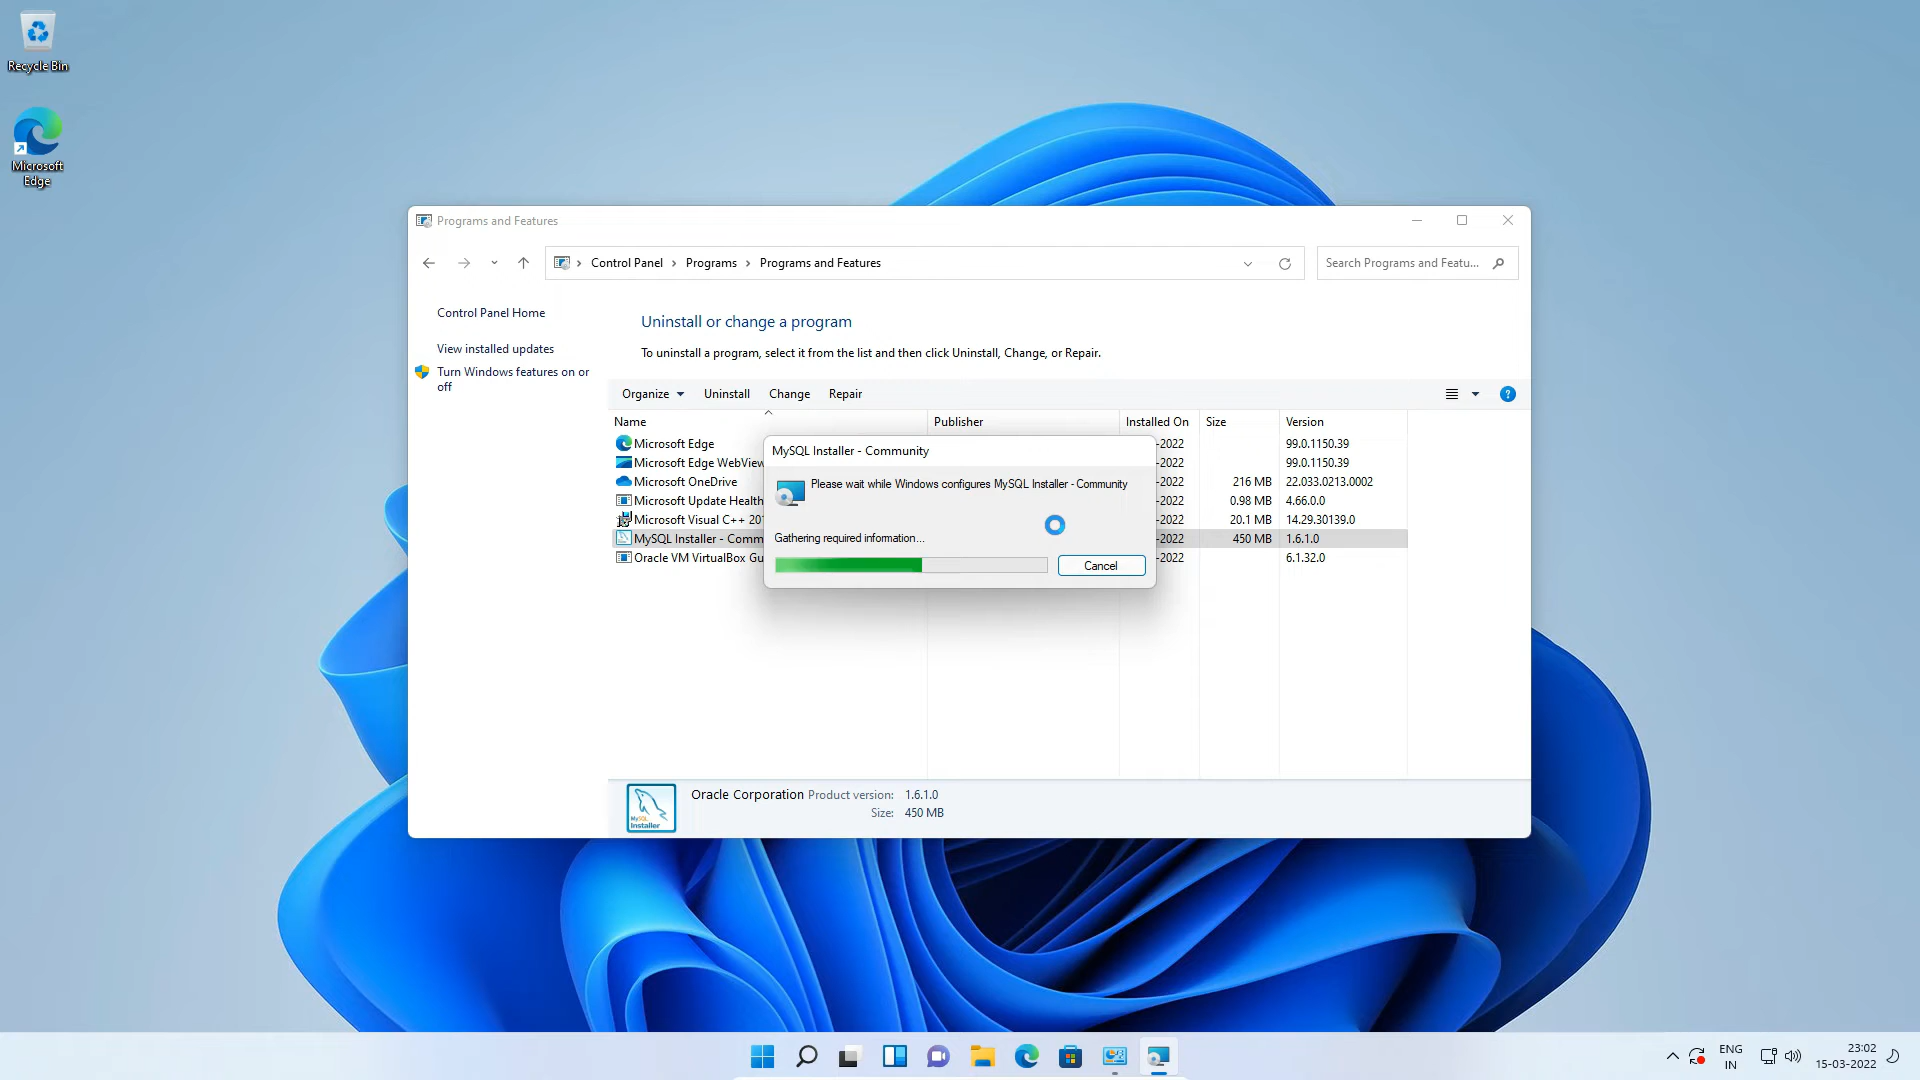 Recycle Bin
Microsoft
Edge
Programs and Features
Control Panel > Programs > Programs and Features
Search Programs and Featu...
Control Panel Home
View installed updates
Turn Windows features on or
off
Uninstall or change a program
To uninstall a program, select it from the list and then click Uninstall, Change, or Repair.
Organize Uninstall Change Repair
?
Name Publisher Installed On Size Version
Microsoft Edge -2022 99.0.1150.39
Microsoft Edge WebView -2022 99.0.1150.39
Microsoft OneDrive -2022 216 MB 22.033.0213.0002
Microsoft Update Health -2022 0.98 MB 4.66.0.0
Microsoft Visual C++ 201 -2022 20.1 MB 14.29.30139.0
MySQL Installer - Comm -2022 450 MB 1.6.1.0
Oracle VM VirtualBox Gu -2022 6.1.32.0
MySQL Installer - Community
Please wait while Windows configures MySQL Installer - Community
Gathering required information...
Cancel
MySQL
Installer
Oracle Corporation Product version: 1.6.1.0
Size: 450 MB
ENG
IN
23:02
15-03-2022